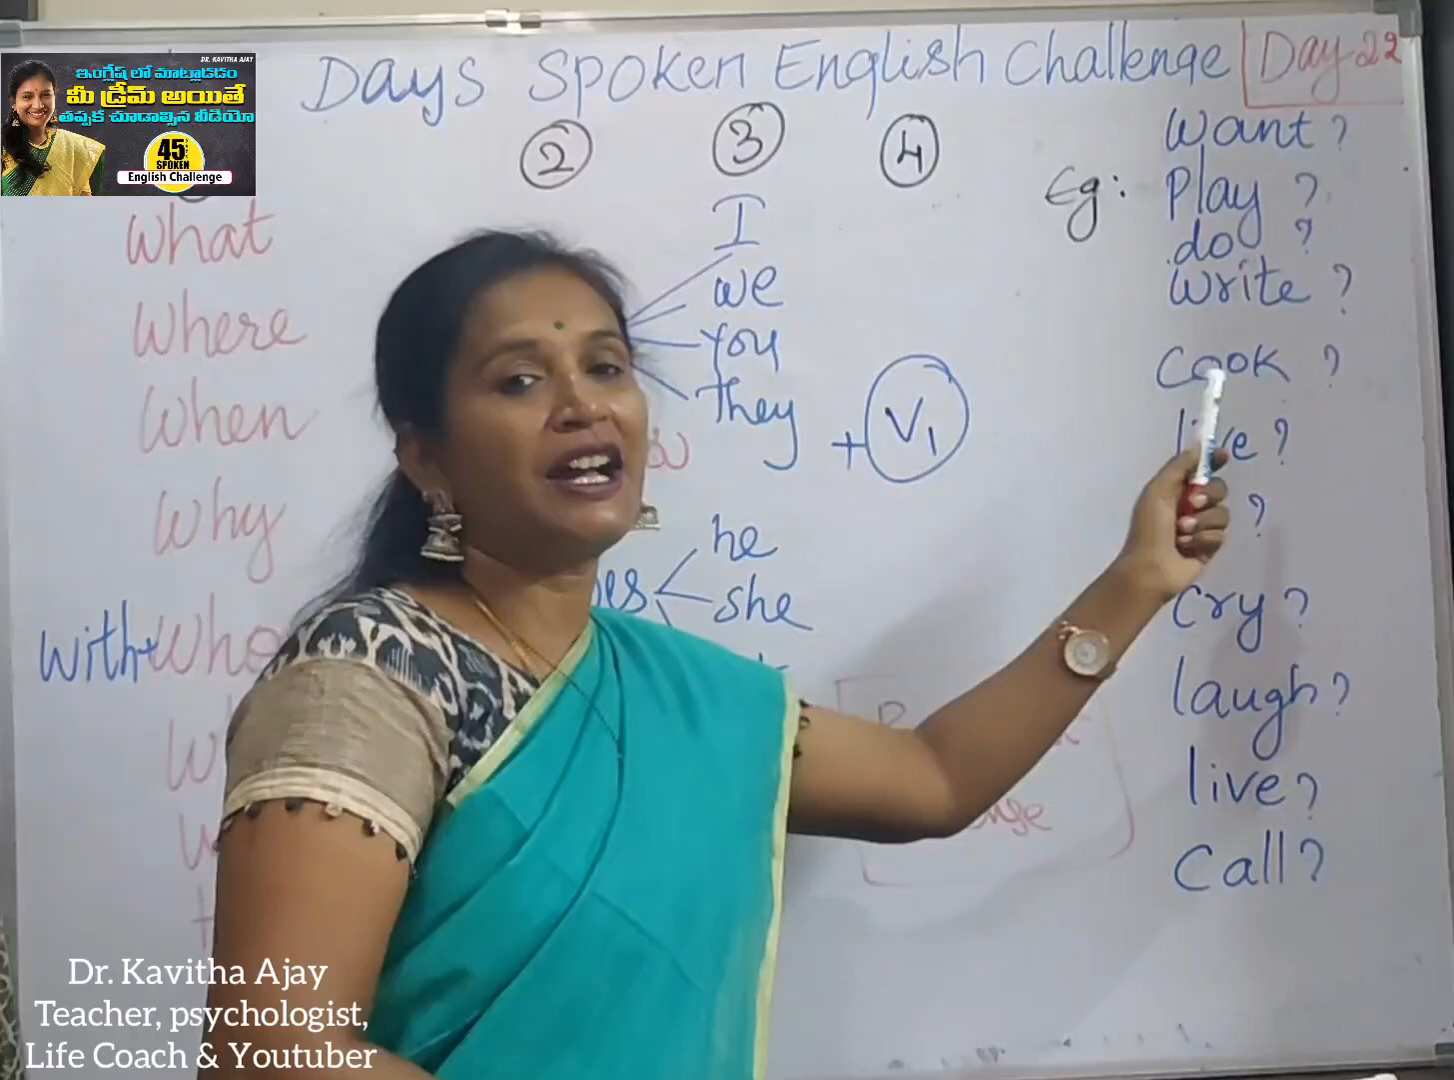 DR. KAVITHA AJAY
ఇంగ్లీష్ లో మాట్లాడడం
మీ డ్రీమ్ అయితే
తప్పక చూడాల్సిన వీడియో
45
SPOKEN
English Challenge
Days Spoken English Challenge
Day 22
2
3
4
What
Where
When
Why
with+ Who
I
we
You
They
he
she
+ V1
Eg:
Want?
Play ?
do ?
Write ?
Cook ?
live?
?
Cry?
laugh?
live?
Call?
Dr. Kavitha Ajay
Teacher, psychologist,
Life Coach & Youtuber